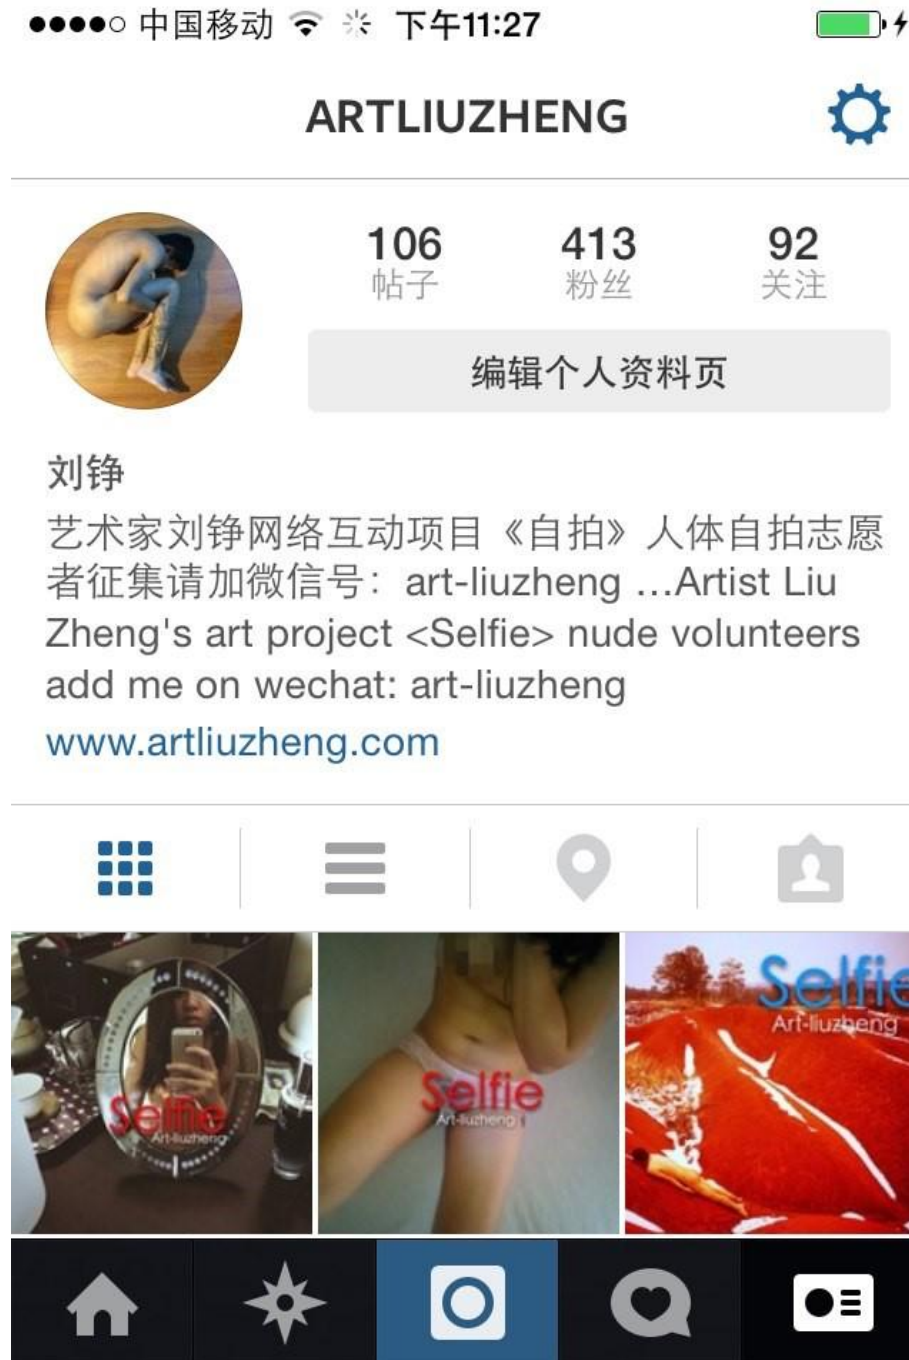 中国移动 下午11:27
ARTLIUZHENG
106 413 92
帖子 粉丝 关注
编辑个人资料页
刘铮
艺术家刘铮网络互动项目《自拍》人体自拍志愿
者征集请加微信号：art-liuzheng ...Artist Liu
Zheng's art project <Selfie> nude volunteers
add me on wechat: art-liuzheng
www.artliuzheng.com
Selfie
Art-liuzheng
Selfie
Art-liuzheng
Selfie
Art-liuzheng